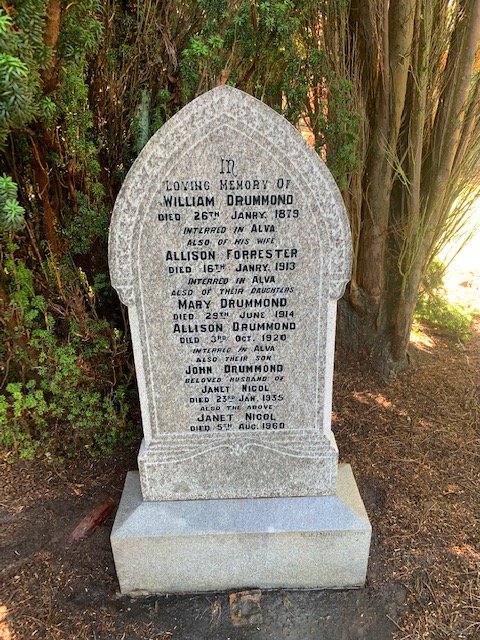 IN
LOVING MEMORY OF
WILLIAM DRUMMOND
DIED 26TH JANRY. 1879
INTERRED IN ALVA
ALSO OF HIS WIFE
ALLISON FORRESTER
DIED 16TH JANRY. 1913
INTERRED IN ALVA
ALSO OF THEIR DAUGHTERS
MARY DRUMMOND
DIED 29TH JUNE 1914
ALLISON DRUMMOND
DIED 3RD OCT. 1920
INTERRED IN ALVA
ALSO THEIR SON
JOHN DRUMMOND
BELOVED HUSBAND OF
JANET NICOL
DIED 23RD JAN. 1935
ALSO THE ABOVE
JANET NICOL
DIED 5TH AUG. 1960